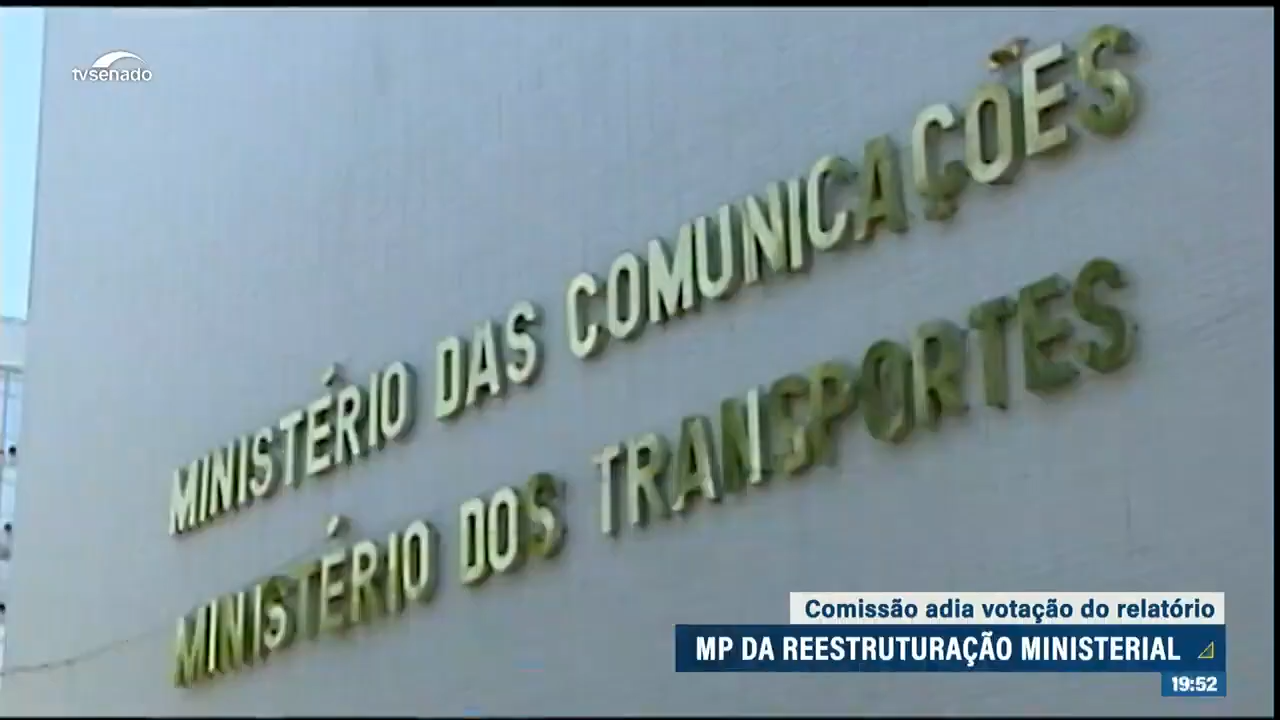 tvsenado
MINISTÉRIO DAS COMUNICAÇÕES
MINISTÉRIO DOS TRANSPORTES
Comissão adia votação do relatório
MP DA REESTRUTURAÇÃO MINISTERIAL
19:52